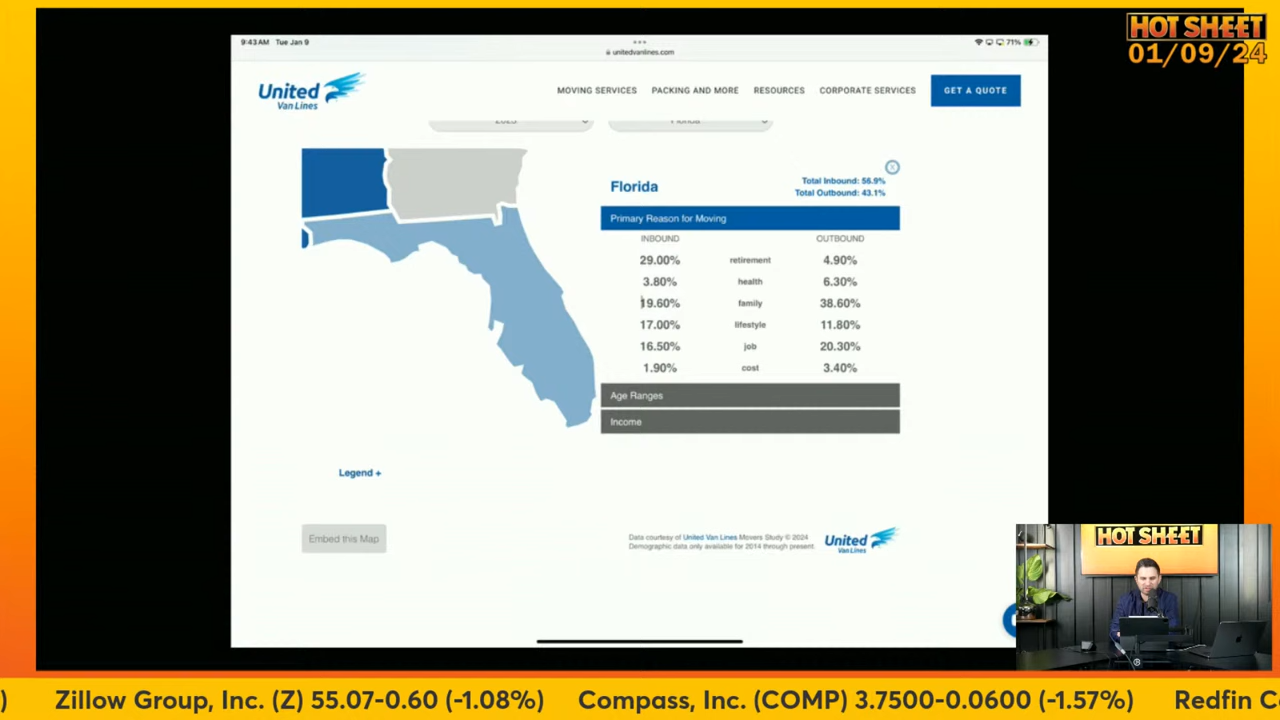 HOT SHEET
01/09/24
9:43 AM Tue Jan 9
71%
unitedvanlines.com
United
Van Lines
MOVING SERVICES PACKING AND MORE RESOURCES CORPORATE SERVICES GET A QUOTE
2023 Florida
Florida
Total Inbound: 56.9%
Total Outbound: 43.1%
Primary Reason for Moving
INBOUND OUTBOUND
29.00% retirement 4.90%
3.80% health 6.30%
19.60% family 38.60%
17.00% lifestyle 11.80%
16.50% job 20.30%
1.90% cost 3.40%
Age Ranges
Income
Legend +
Embed this Map
Data courtesy of United Van Lines Movers Study © 2024
Demographic data only available for 2014 through present.
United
Van Lines
HOT SHEET
) Zillow Group, Inc. (Z) 55.07-0.60 (-1.08%) Compass, Inc. (COMP) 3.7500-0.0600 (-1.57%) Redfin C